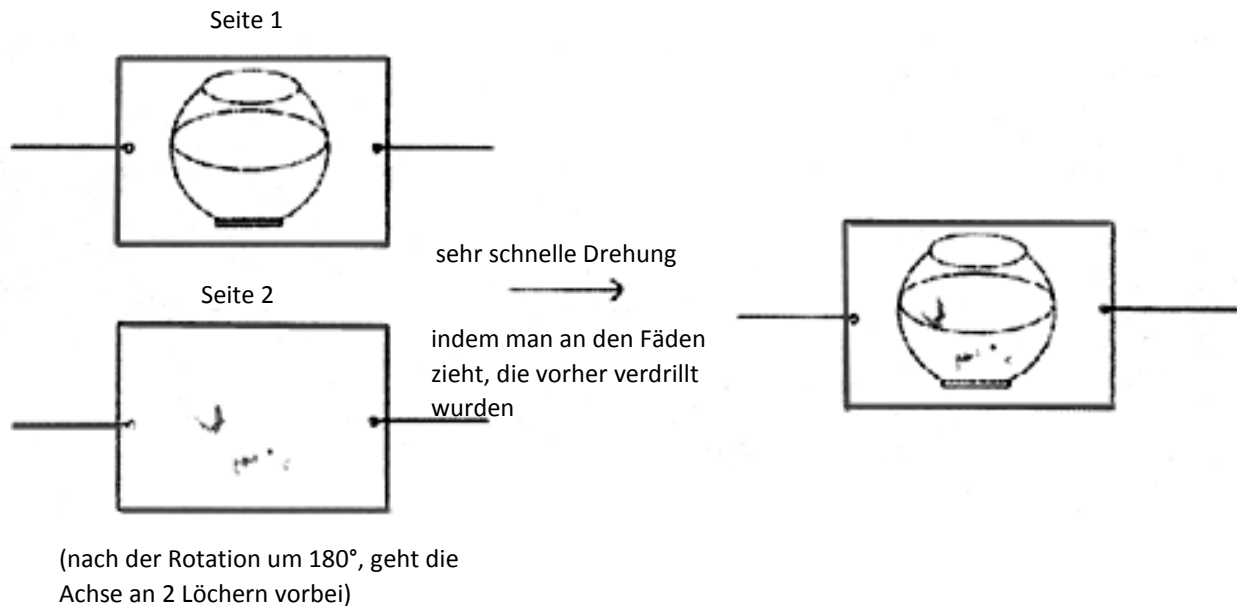 Seite 1
sehr schnelle Drehung
Seite 2
indem man an den Fäden
zieht, die vorher verdrillt
wurden
(nach der Rotation um 180°, geht die
Achse an 2 Löchern vorbei)